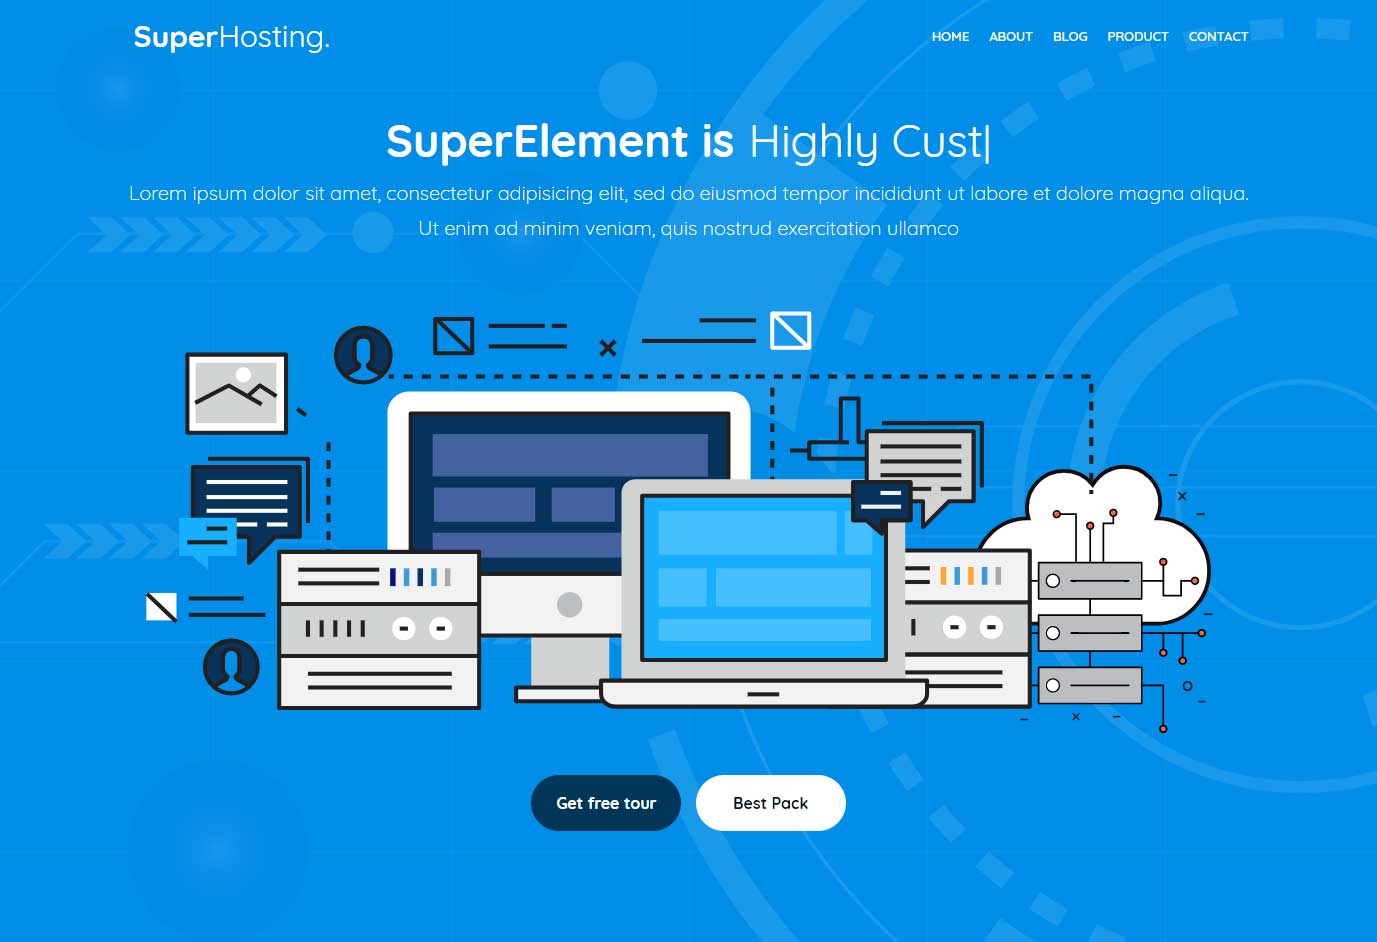 SuperHosting.
HOME ABOUT BLOG PRODUCT CONTACT
SuperElement is Highly Cust|
Lorem ipsum dolor sit amet, consectetur adipisicing elit, sed do eiusmod tempor incididunt ut labore et dolore magna aliqua.
Ut enim ad minim veniam, quis nostrud exercitation ullamco
Get free tour
Best Pack